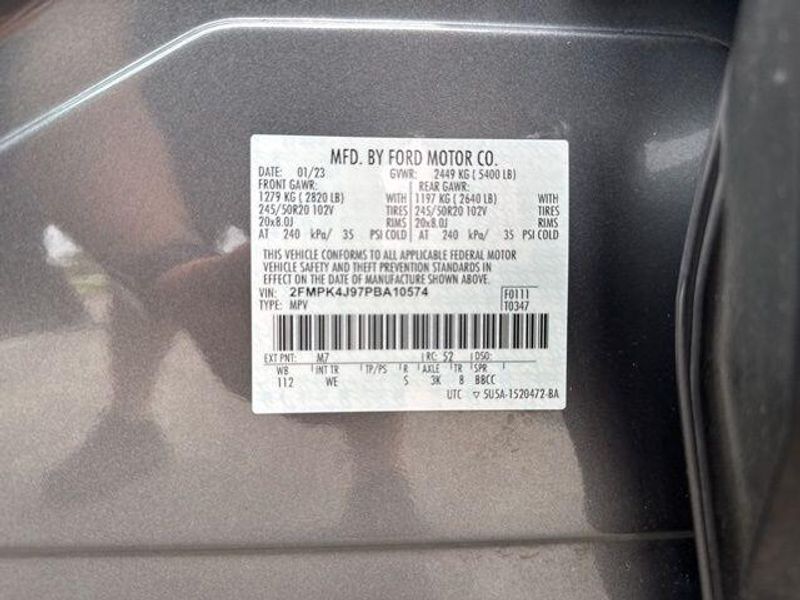 MFD. BY FORD MOTOR CO.
DATE: 01/23 GVWR: 2449 KG ( 5400 LB)
FRONT GAWR: REAR GAWR:
1279 KG ( 2820 LB) WITH 1197 KG ( 2640 LB) WITH
245/50R20 102V TIRES 245/50R20 102V TIRES
20x8.0J RIMS 20x8.0J RIMS
AT 240 kPa/ 35 PSI COLD AT 240 kPa/ 35 PSI COLD
THIS VEHICLE CONFORMS TO ALL APPLICABLE FEDERAL MOTOR
VEHICLE SAFETY AND THEFT PREVENTION STANDARDS IN
EFFECT ON THE DATE OF MANUFACTURE SHOWN ABOVE.
VIN: 2FMPK4J97PBA10574 F0111
TYPE: MPV T0347
EXT PNT: M7 RC: 52 DSO:
WB INT TR TP/PS R AXLE TR SPR
112 WE S 3K 8 BBCC
UTC ▽ 5U5A-1520472-BA